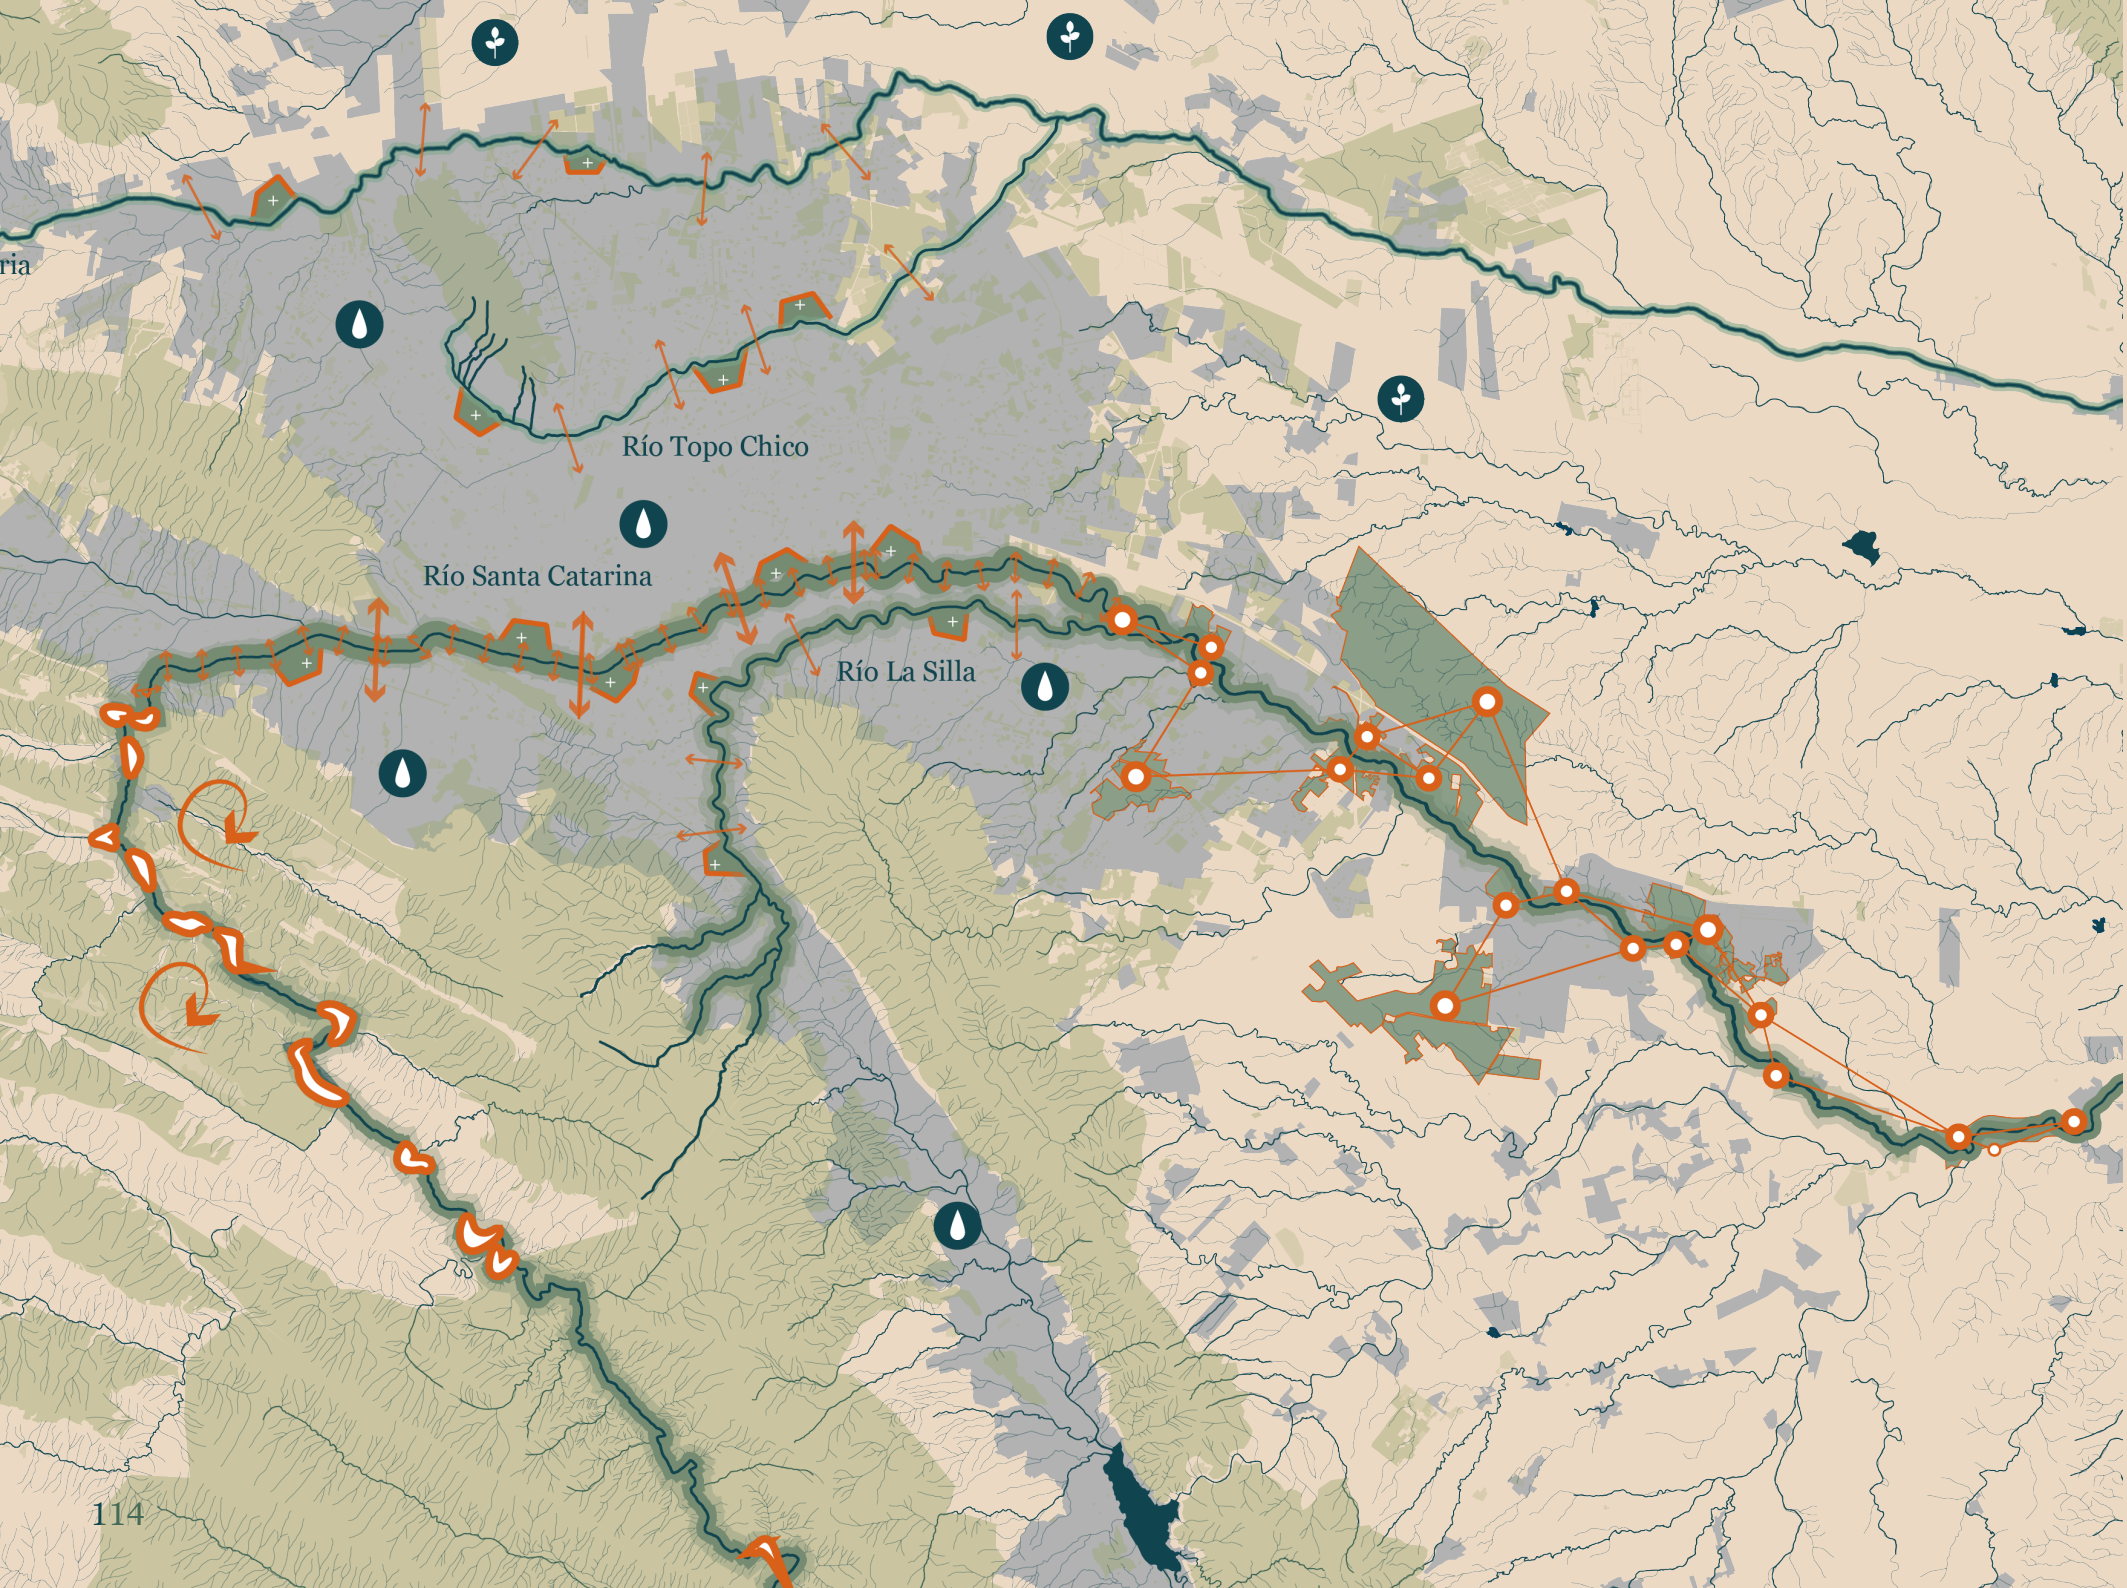 ria
Río Topo Chico
Río Santa Catarina
Río La Silla
114